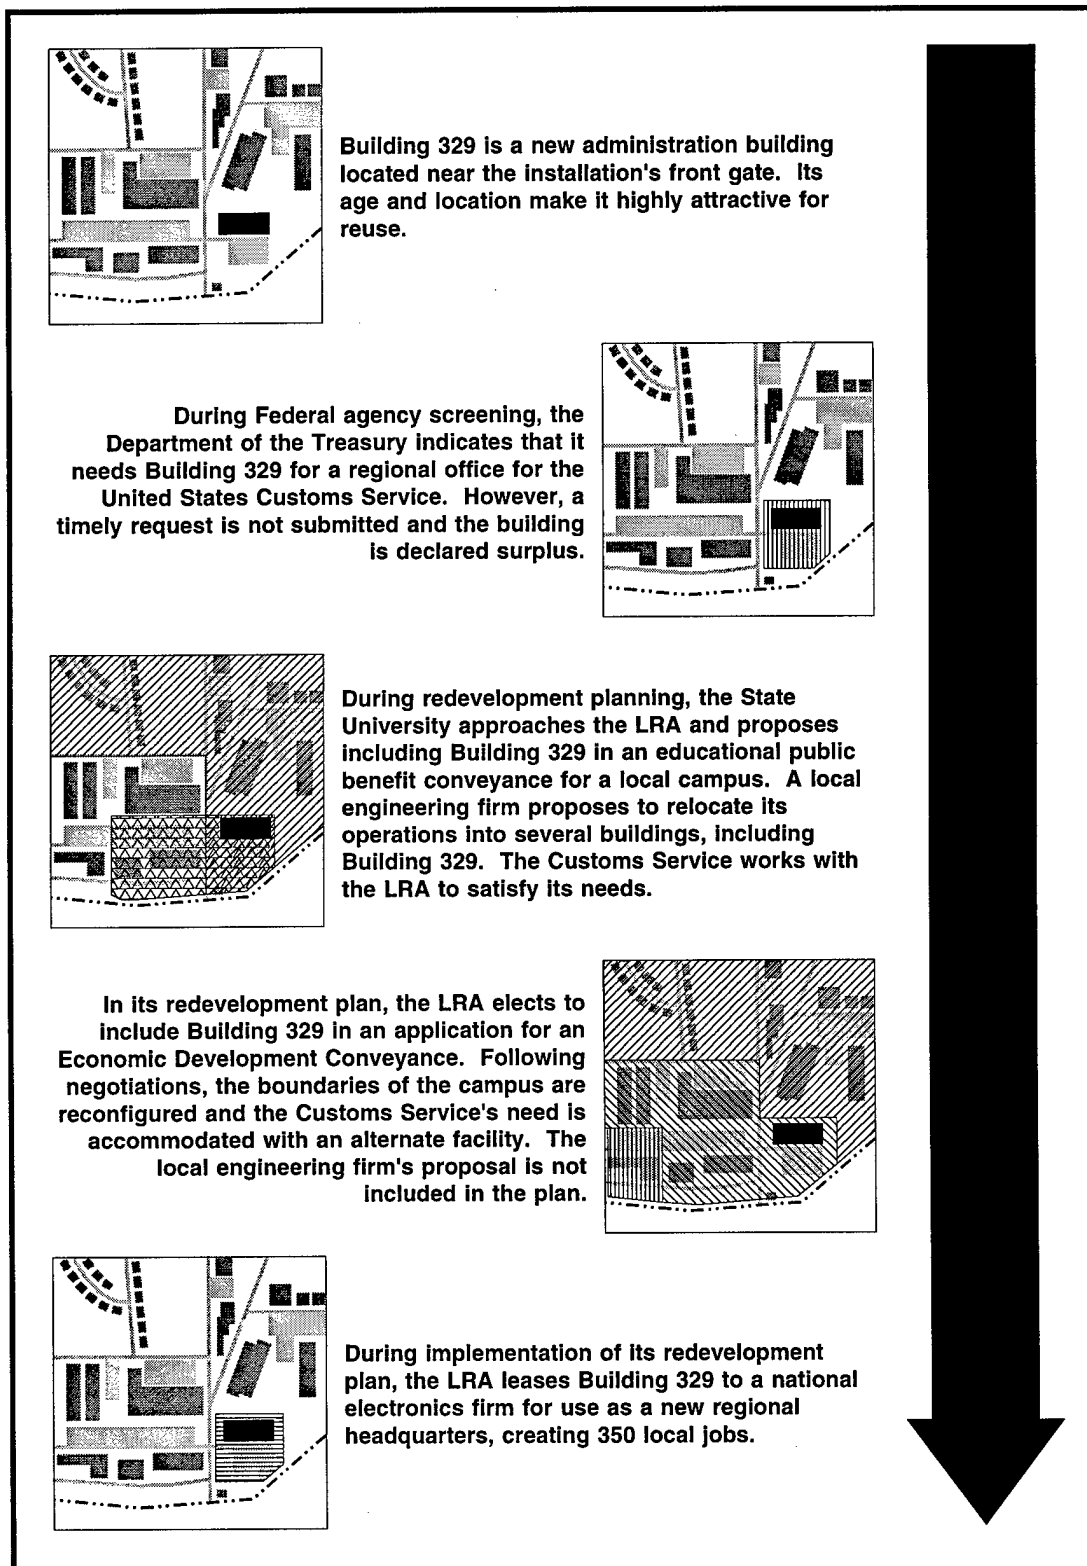 Building 329 is a new administration building
located near the installation's front gate. Its
age and location make it highly attractive for
reuse.
During Federal agency screening, the
Department of the Treasury indicates that it
needs Building 329 for a regional office for the
United States Customs Service. However, a
timely request is not submitted and the building
is declared surplus.
During redevelopment planning, the State
University approaches the LRA and proposes
including Building 329 in an educational public
benefit conveyance for a local campus. A local
engineering firm proposes to relocate its
operations into several buildings, including
Building 329. The Customs Service works with
the LRA to satisfy its needs.
In its redevelopment plan, the LRA elects to
include Building 329 in an application for an
Economic Development Conveyance. Following
negotiations, the boundaries of the campus are
reconfigured and the Customs Service's need is
accommodated with an alternate facility. The
local engineering firm's proposal is not
included in the plan.
During implementation of its redevelopment
plan, the LRA leases Building 329 to a national
electronics firm for use as a new regional
headquarters, creating 350 local jobs.